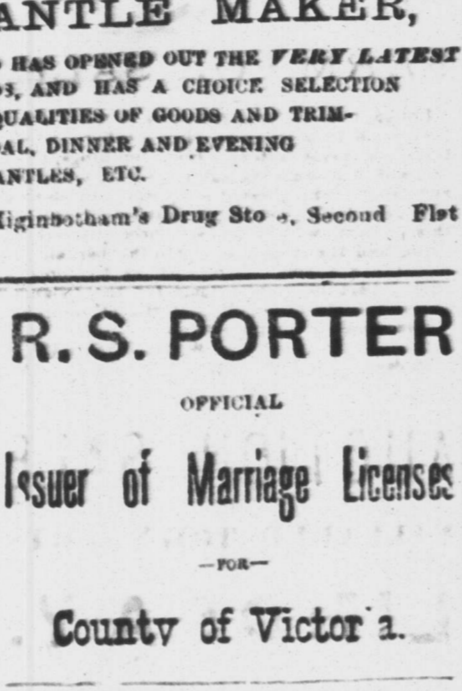 ANTLE MAKER,
HAS OPENED OUT THE VERY LATEST
S, AND HAS A CHOICE SELECTION
QUALITIES OF GOODS AND TRIM-
AL, DINNER AND EVENING
ANTLES, ETC.
Higinbotham's Drug Sto e, Second Flat
R. S. PORTER
OFFICIAL
Issuer of Marriage Licenses
—FOR—
County of Victor a.